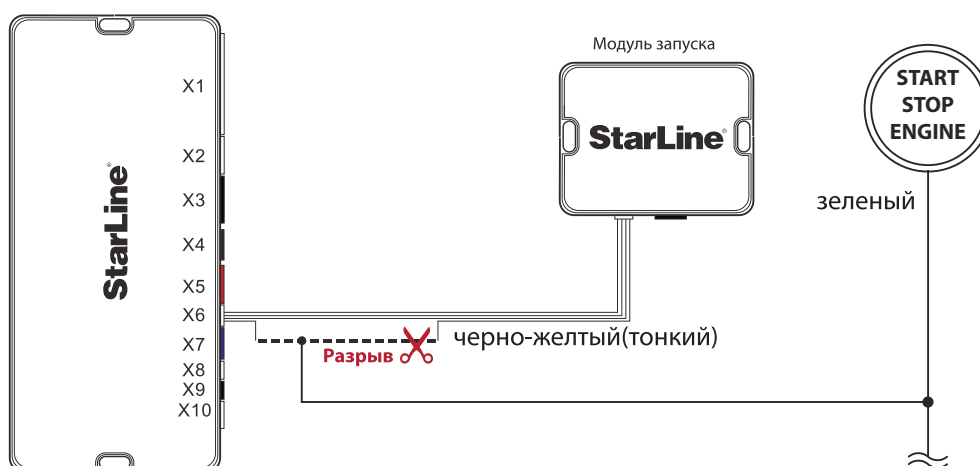 Модуль запуска
START
STOP
ENGINE
StarLine®
StarLine®
X1
X2
X3
X4
X5
X6
X7
X8
X9
X10
зеленый
черно-желтый(тонкий)
Разрыв